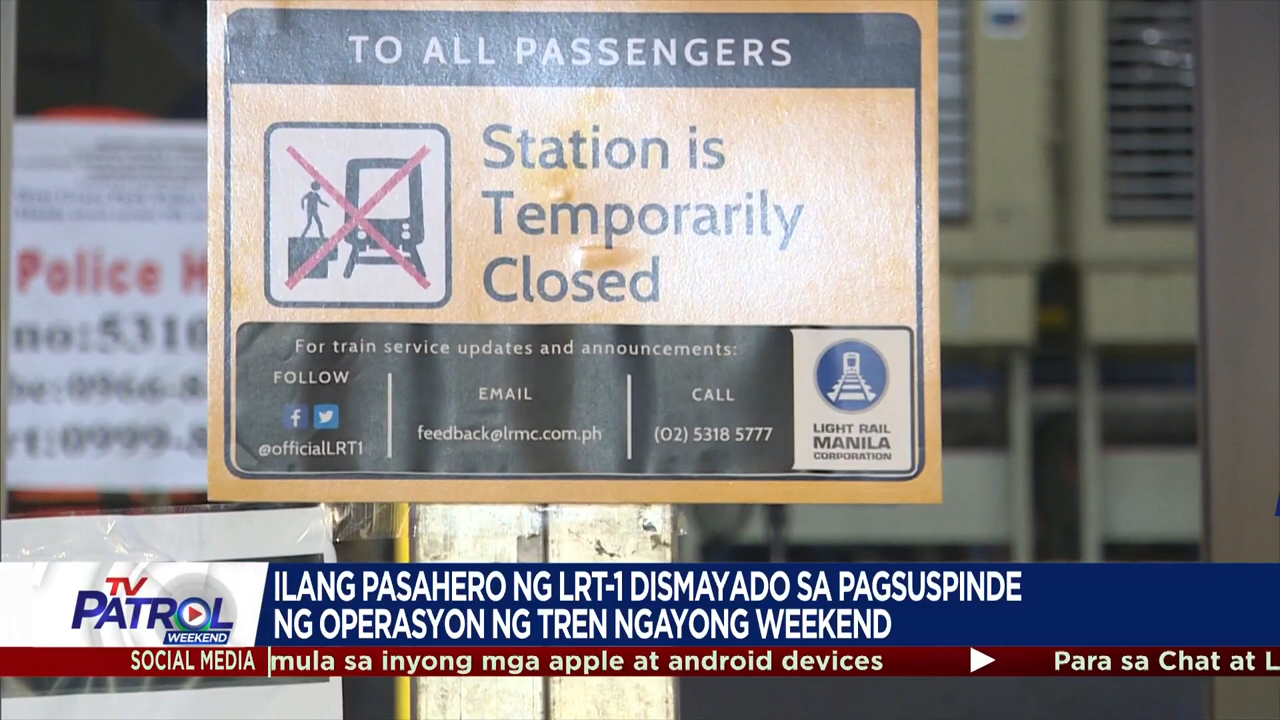 TO ALL PASSENGERS
Station is
Temporarily
Closed
For train service updates and announcements:
FOLLOW
@officialLRT1
EMAIL
feedback@lrmc.com.ph
CALL
(02) 5318 5777
LIGHT RAIL
MANILA
CORPORATION
Police
no:5310
TV
PATROL
WEEKEND
ILANG PASAHERO NG LRT-1 DISMAYADO SA PAGSUSPINDE
NG OPERASYON NG TREN NGAYONG WEEKEND
SOCIAL MEDIA
mula sa inyong mga apple at android devices
Para sa Chat at L